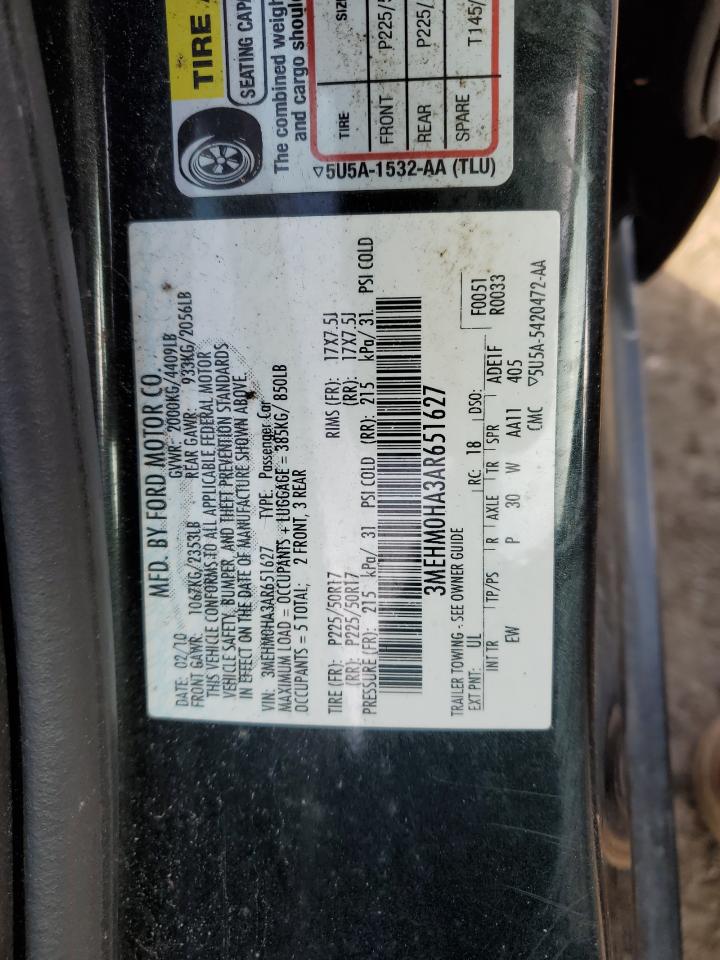 TIRE
SEATING CAP
The combined weigh
and cargo shou
TIRE SIZ
FRONT P225/5
REAR P225/
SPARE T145/
▽5U5A-1532-AA (TLU)
MFD. BY FORD MOTOR CO.
DATE: 02/10 GVWR: 2000KG/4409LB
FRONT GAWR: 1067KG/2353LB REAR GAWR: 933KG/2056LB
THIS VEHICLE CONFORMS TO ALL APPLICABLE FEDERAL MOTOR
VEHICLE SAFETY, BUMPER, AND THEFT PREVENTION STANDARDS
IN EFFECT ON THE DATE OF MANUFACTURE SHOWN ABOVE.
VIN: 3MEHM0HA3AR651627 TYPE: Passenger Car
MAXIMUM LOAD = OCCUPANTS + LUGGAGE = 385KG/ 850LB
OCCUPANTS = 5 TOTAL; 2 FRONT, 3 REAR
TIRE (FR): P225/50R17 RIMS (FR): 17X7.5J
(RR): P225/50R17 (RR): 17X7.5J
PRESSURE (FR): 215 kPa/ 31 PSI COLD (RR): 215 kPa/ 31 PSI COLD
3MEHM0HA3AR651627
TRAILER TOWING - SEE OWNER GUIDE
EXT PNT: UL RC: 18 DSO: F0051
R0033
INT TR TP/PS R AXLE TR SPR ADE1F
EW P 30 W AA11 405
CMC ▽5U5A-5420472-AA